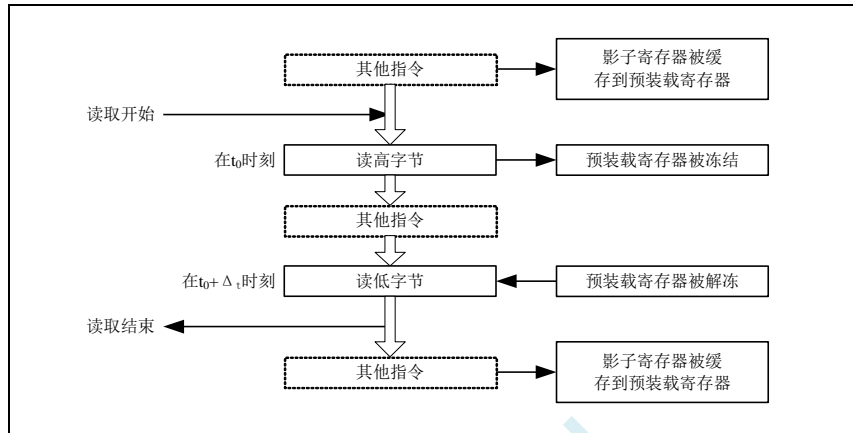 其他指令
影子寄存器被缓
存到预装载寄存器
读取开始
在t₀时刻
读高字节
预装载寄存器被冻结
其他指令
在t₀+Δₜ时刻
读低字节
预装载寄存器被解冻
读取结束
其他指令
影子寄存器被缓
存到预装载寄存器